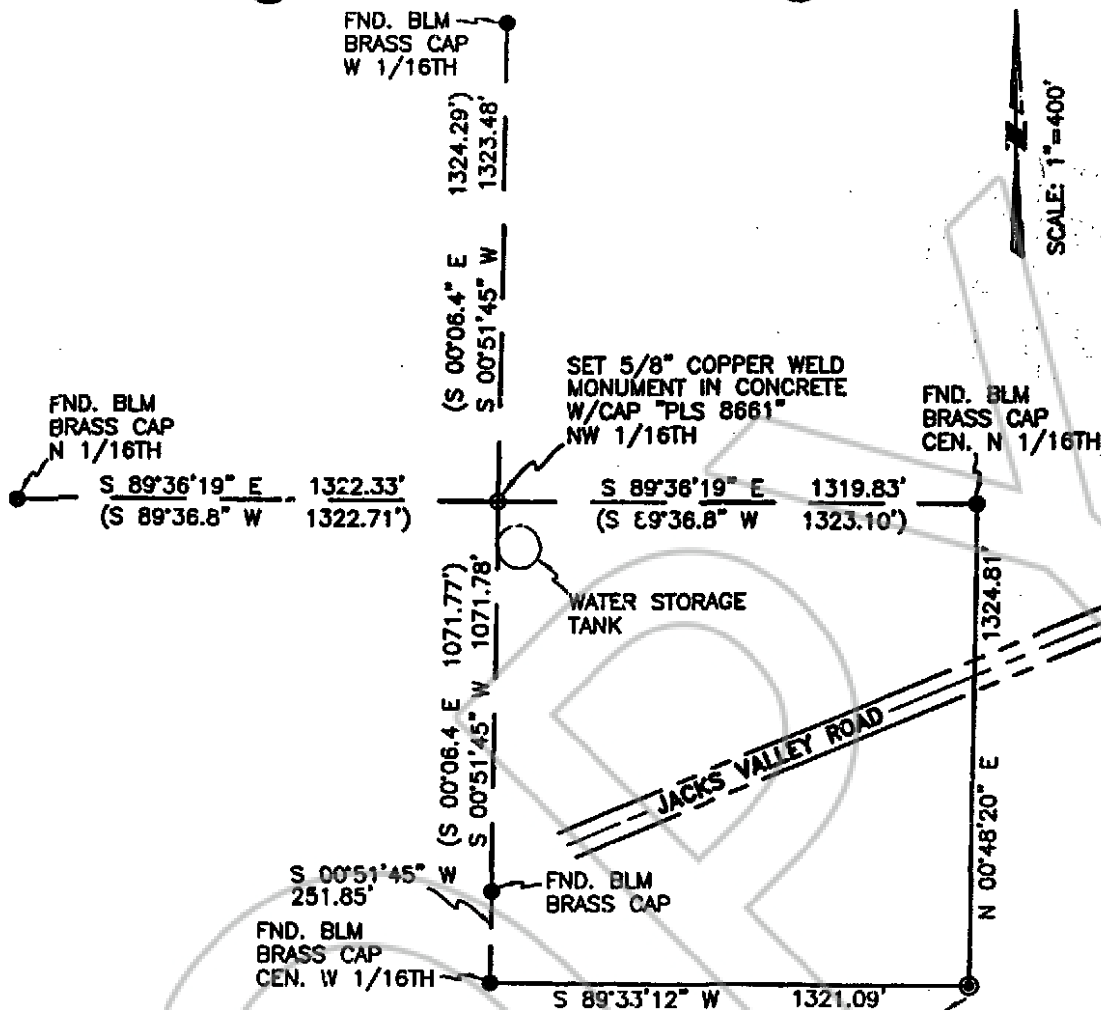 FND. BLM
BRASS CAP
W 1/16TH
(S 00°06.4" E 1324.29')
S 00°51'45" W 1323.48'
N
SCALE: 1"=400'
SET 5/8" COPPER WELD
MONUMENT IN CONCRETE
W/CAP "PLS 8661"
NW 1/16TH
FND. BLM
BRASS CAP
N 1/16TH
FND. BLM
BRASS CAP
CEN. N 1/16TH
S 89°36'19" E 1322.33'
(S 89°36.8" W 1322.71')
S 89°36'19" E 1319.83'
(S 89°36.8" W 1323.10')
WATER STORAGE
TANK
(S 00°06.4 E 1071.77')
S 00°51'45" W 1071.78'
N 00°48'20" E 1324.81'
JACKS VALLEY ROAD
S 00°51'45" W
251.85'
FND. BLM
BRASS CAP
FND. BLM
BRASS CAP
CEN. W 1/16TH
S 89°33'12" W 1321.09'